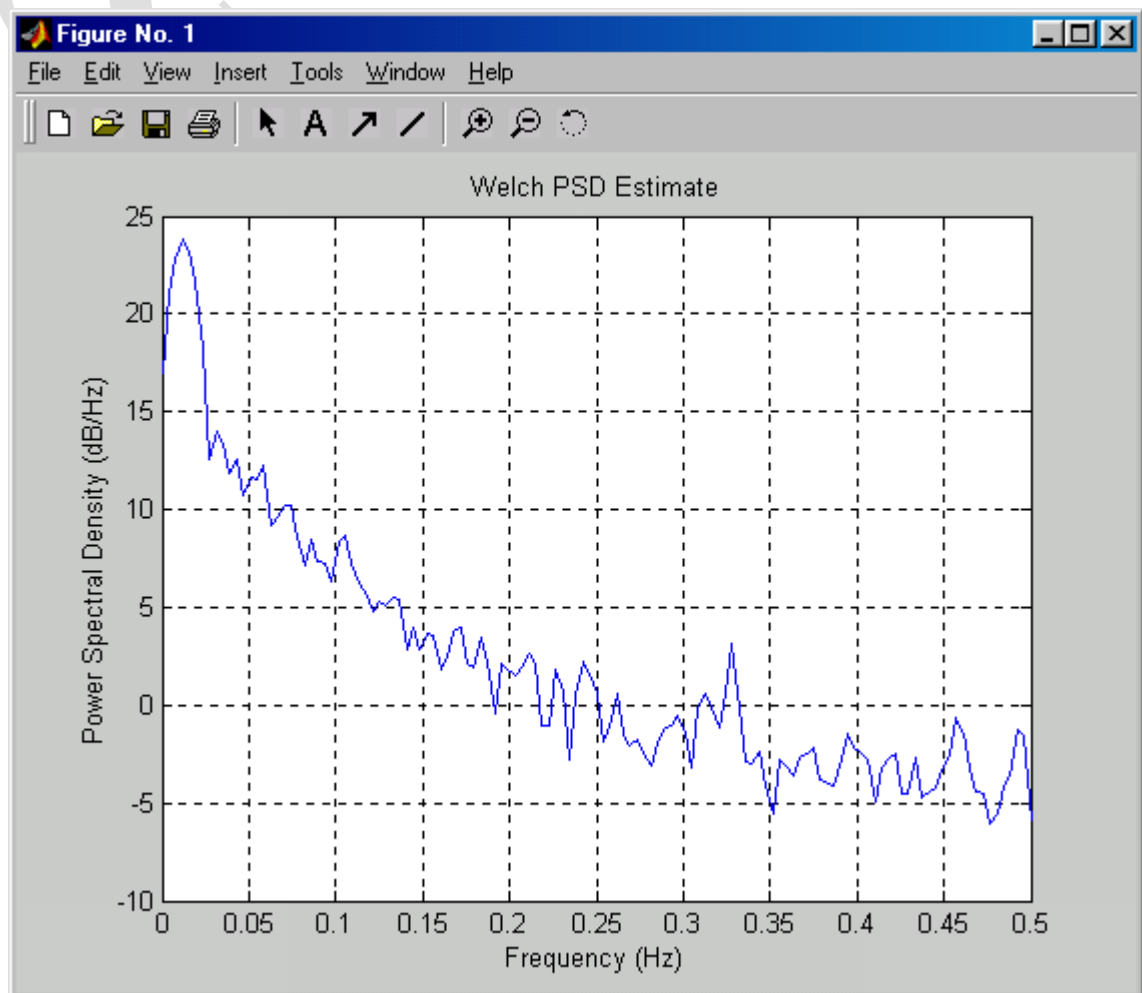 Figure No. 1
File Edit View Insert Tools Window Help
A
Welch PSD Estimate
25
20
15
10
5
0
-5
-10
Power Spectral Density (dB/Hz)
0 0.05 0.1 0.15 0.2 0.25 0.3 0.35 0.4 0.45 0.5
Frequency (Hz)